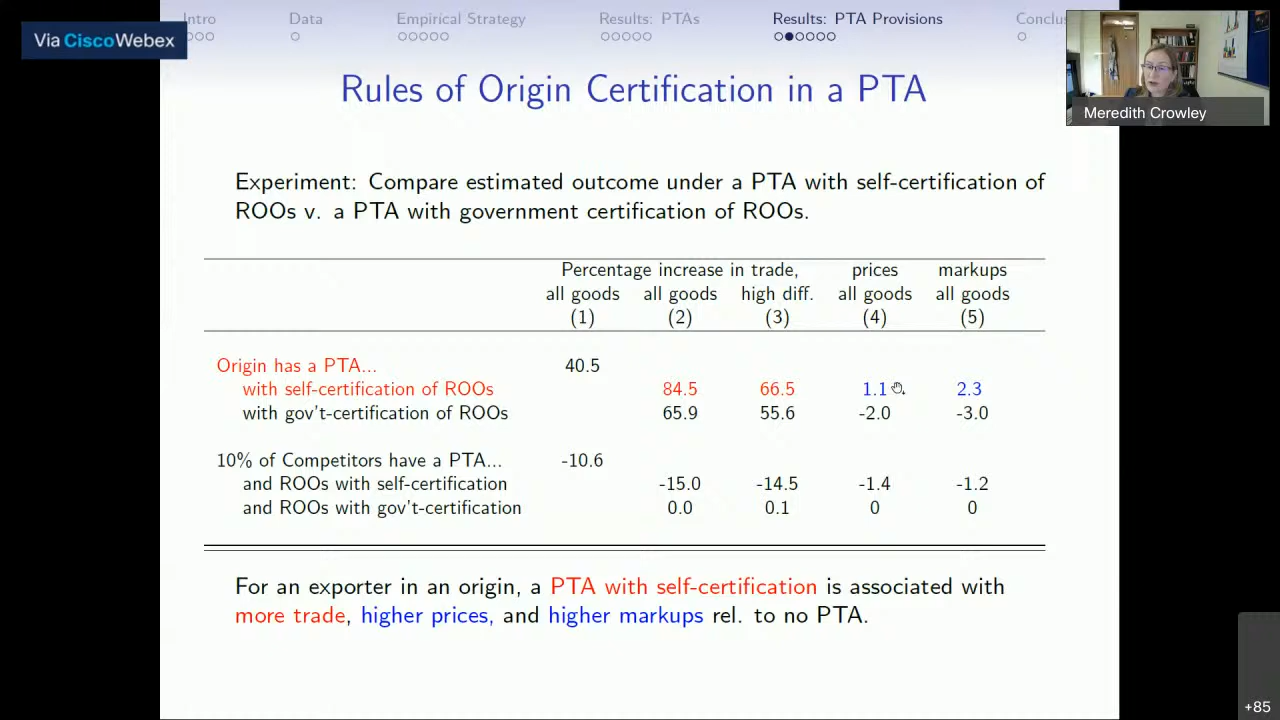 Intro Data Empirical Strategy Results: PTAs Results: PTA Provisions Conclus
Via CiscoWebex
Meredith Crowley
Rules of Origin Certification in a PTA
Experiment: Compare estimated outcome under a PTA with self-certification of
ROOs v. a PTA with government certification of ROOs.
Percentage increase in trade, prices markups
all goods all goods high diff. all goods all goods
(1) (2) (3) (4) (5)
Origin has a PTA... 40.5
with self-certification of ROOs 84.5 66.5 1.1 2.3
with gov't-certification of ROOs 65.9 55.6 -2.0 -3.0
10% of Competitors have a PTA... -10.6
and ROOs with self-certification -15.0 -14.5 -1.4 -1.2
and ROOs with gov't-certification 0.0 0.1 0 0
For an exporter in an origin, a PTA with self-certification is associated with
more trade, higher prices, and higher markups rel. to no PTA.
+85